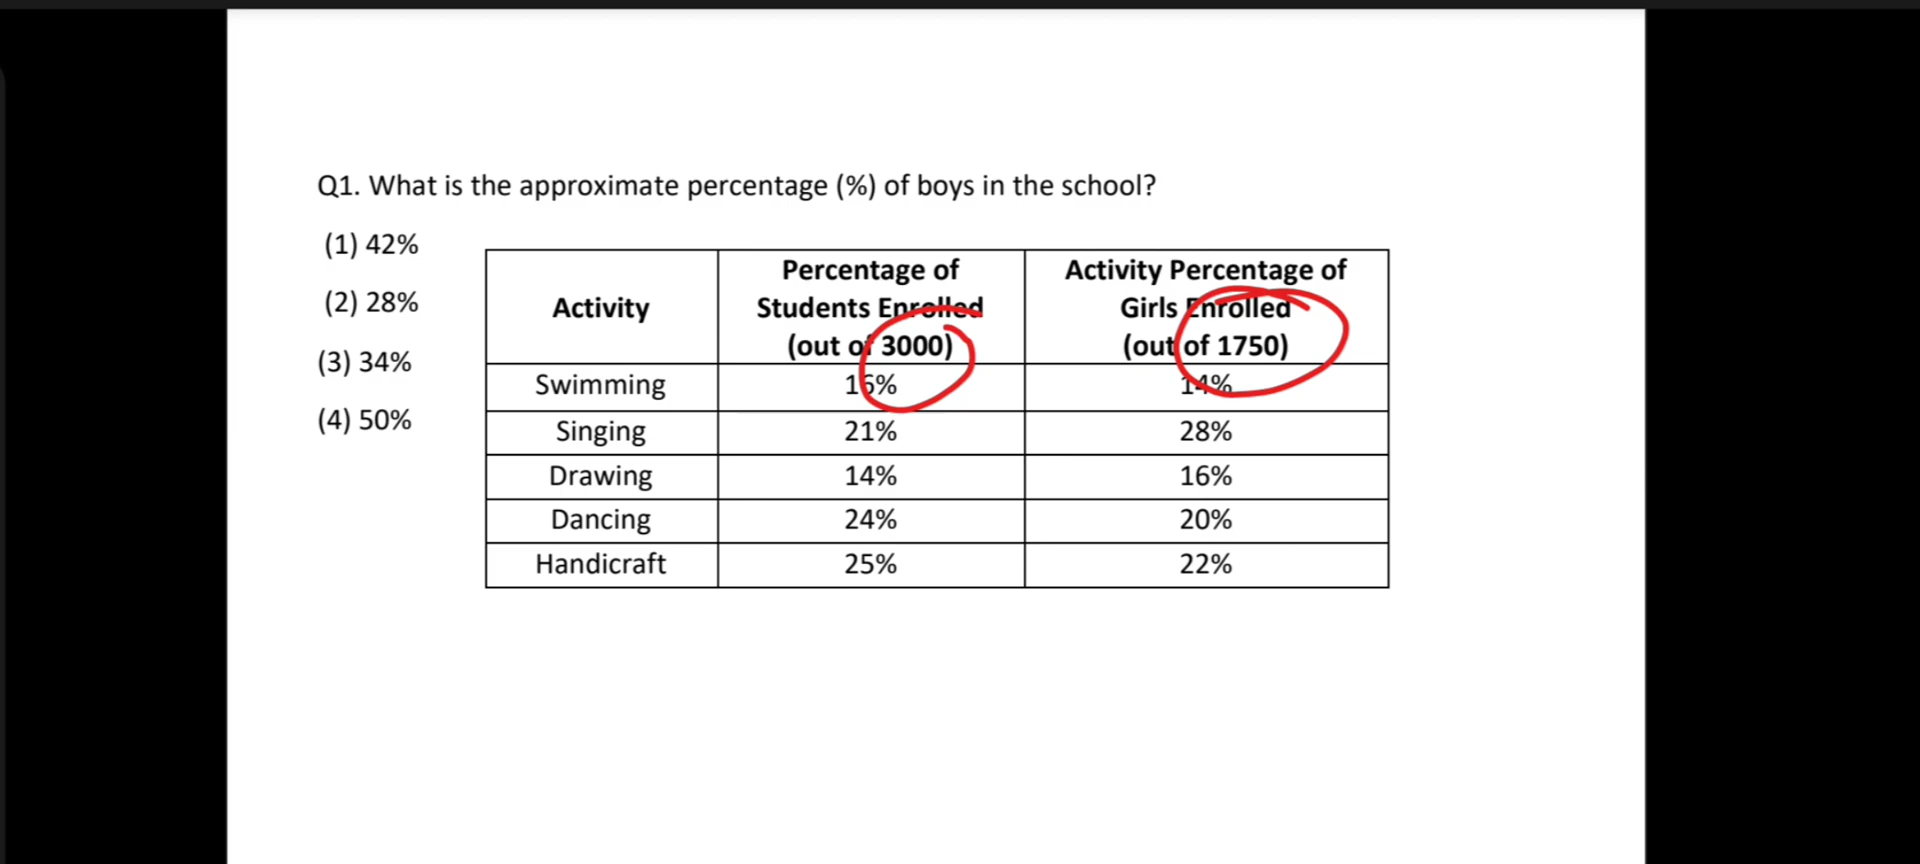 Q1. What is the approximate percentage (%) of boys in the school?
(1) 42%
(2) 28%
(3) 34%
(4) 50%
Activity
Percentage of
Students Enrolled
(out of 3000)
Activity Percentage of
Girls Enrolled
(out of 1750)
Swimming 16% 14%
Singing 21% 28%
Drawing 14% 16%
Dancing 24% 20%
Handicraft 25% 22%